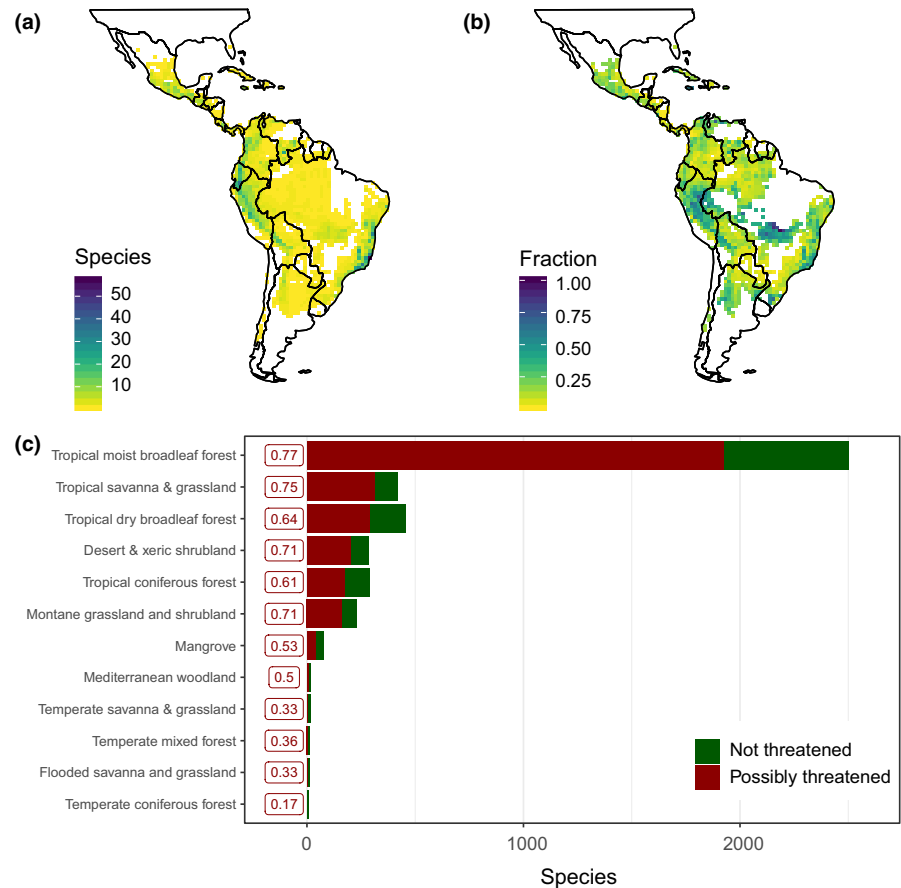 (a)
Species
50
40
30
20
10
(b)
Fraction
1.00
0.75
0.50
0.25
(c)
Tropical moist broadleaf forest 0.77
Tropical savanna & grassland 0.75
Tropical dry broadleaf forest 0.64
Desert & xeric shrubland 0.71
Tropical coniferous forest 0.61
Montane grassland and shrubland 0.71
Mangrove 0.53
Mediterranean woodland 0.5
Temperate savanna & grassland 0.33
Temperate mixed forest 0.36
Flooded savanna and grassland 0.33
Temperate coniferous forest 0.17
Not threatened
Possibly threatened
0 1000 2000
Species